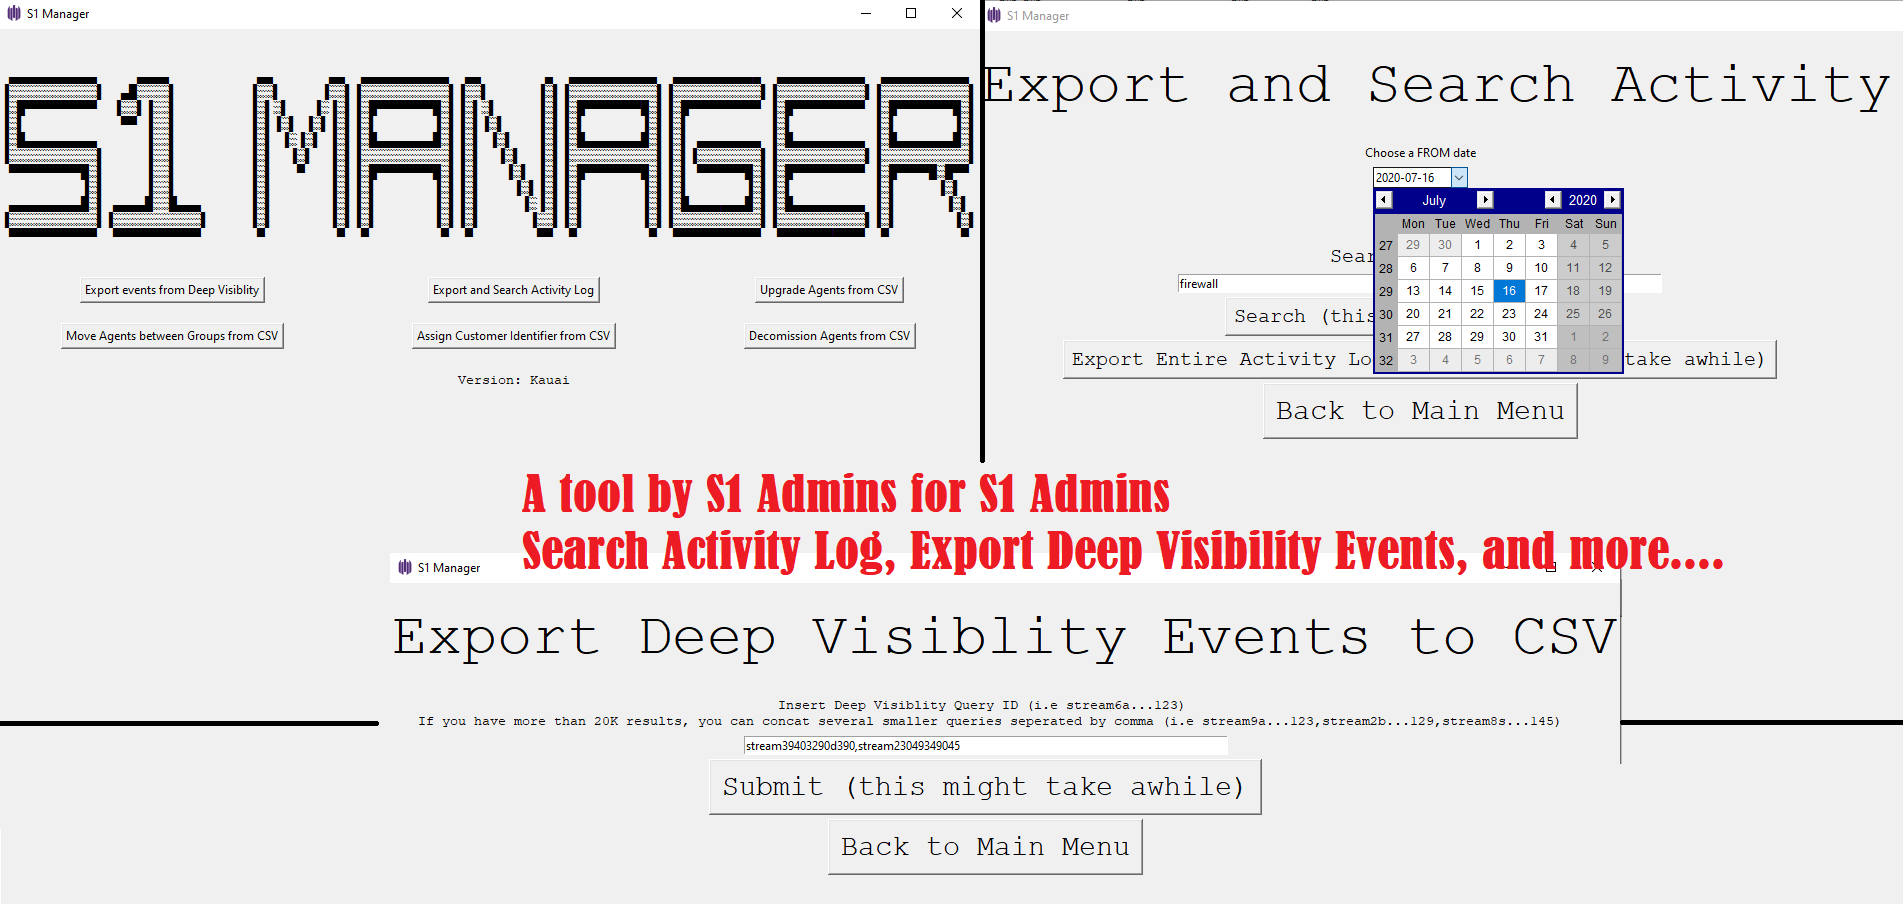 S1 Manager
S1 MANAGER
Export events from Deep Visiblity
Export and Search Activity Log
Upgrade Agents from CSV
Move Agents between Groups from CSV
Assign Customer Identifier from CSV
Decomission Agents from CSV
Version: Kauai
S1 Manager
Export and Search Activity
Choose a FROM date
2020-07-16
July 2020
Mon Tue Wed Thu Fri Sat Sun
27 29 30 1 2 3 4 5
28 6 7 8 9 10 11 12
29 13 14 15 16 17 18 19
30 20 21 22 23 24 25 26
31 27 28 29 30 31 1 2
32 3 4 5 6 7 8 9
firewall
Search (this
Export Entire Activity Lo take awhile)
Back to Main Menu
A tool by S1 Admins for S1 Admins
Search Activity Log, Export Deep Visibility Events, and more....
S1 Manager
Export Deep Visiblity Events to CSV
Insert Deep Visiblity Query ID (i.e stream6a...123)
If you have more than 20K results, you can concat several smaller queries seperated by comma (i.e stream9a...123,stream2b...129,stream8s...145)
stream39403290d390,stream23049349045
Submit (this might take awhile)
Back to Main Menu